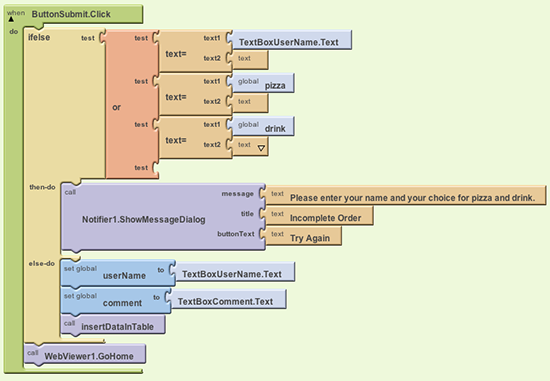 when ButtonSubmit.Click
do ifelse test test text= text1 TextBoxUserName.Text
text2 text
or test text= text1 global pizza
text2 text
test text= text1 global drink
text2 text
test
then-do call Notifier1.ShowMessageDialog message text Please enter your name and your choice for pizza and drink.
title text Incomplete Order
buttonText text Try Again
else-do set global userName to TextBoxUserName.Text
set global comment to TextBoxComment.Text
call insertDataInTable
call WebViewer1.GoHome